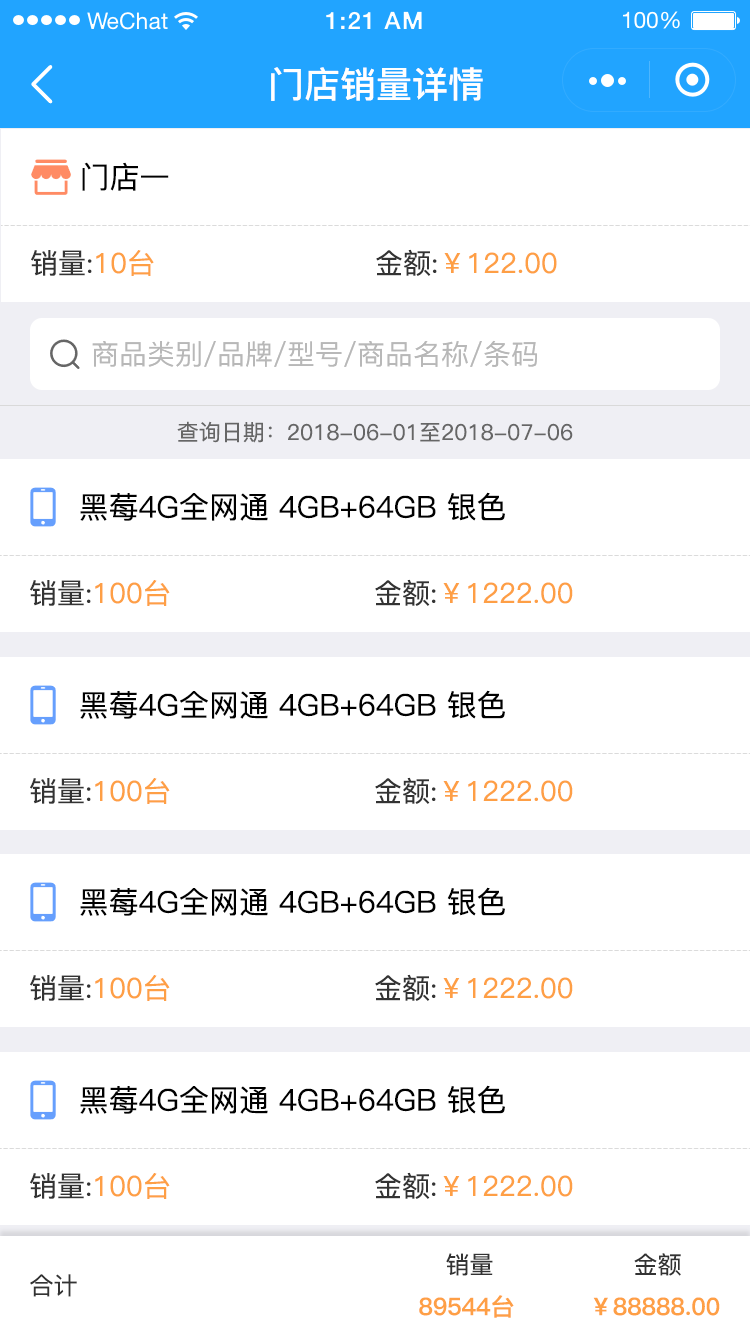 WeChat 1:21 AM 100%
门店销量详情
门店一
销量:10台 金额:¥122.00
商品类别/品牌/型号/商品名称/条码
查询日期：2018-06-01至2018-07-06
黑莓4G全网通 4GB+64GB 银色
销量:100台 金额:¥1222.00
黑莓4G全网通 4GB+64GB 银色
销量:100台 金额:¥1222.00
黑莓4G全网通 4GB+64GB 银色
销量:100台 金额:¥1222.00
黑莓4G全网通 4GB+64GB 银色
销量:100台 金额:¥1222.00
销量 金额
合计
89544台 ¥88888.00